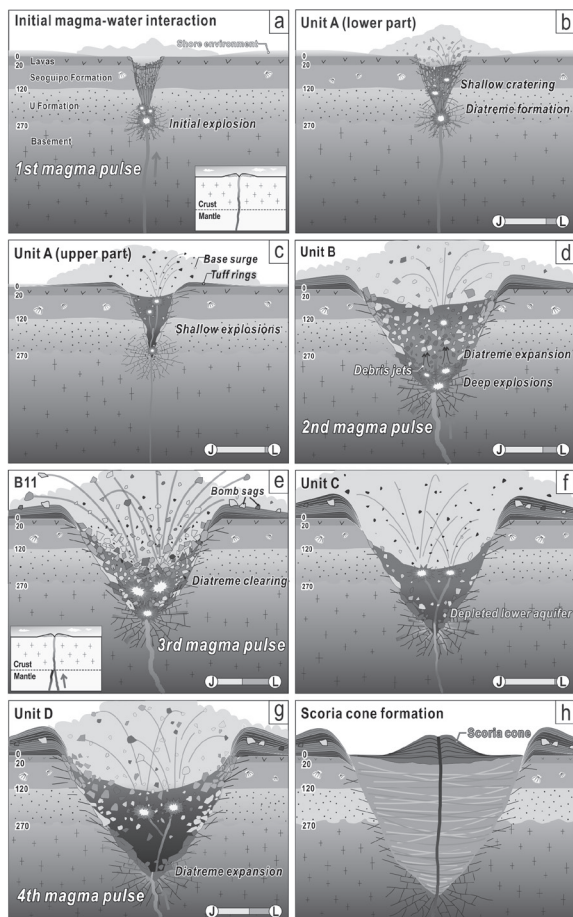 Initial magma-water interaction
a
Shore environment
0
Lavas
20
Seoguipo Formation
120
U Formation
270
Initial explosion
Basement
1st magma pulse
Crust
Mantle
Unit A (lower part)
b
0
20
Shallow cratering
120
Diatreme formation
270
J L
Unit A (upper part)
c
Base surge
Tuff rings
0
20
120
Shallow explosions
270
J L
Unit B
d
0
20
120
Diatreme expansion
270
Debris jets
Deep explosions
2nd magma pulse
J L
B11
e
Bomb sags
0
20
120
Diatreme clearing
270
3rd magma pulse
Crust
Mantle
J L
Unit C
f
0
20
120
270
Depleted lower aquifer
J L
Unit D
g
0
20
120
270
Diatreme expansion
4th magma pulse
J L
Scoria cone formation
h
Scoria cone
0
20
120
270